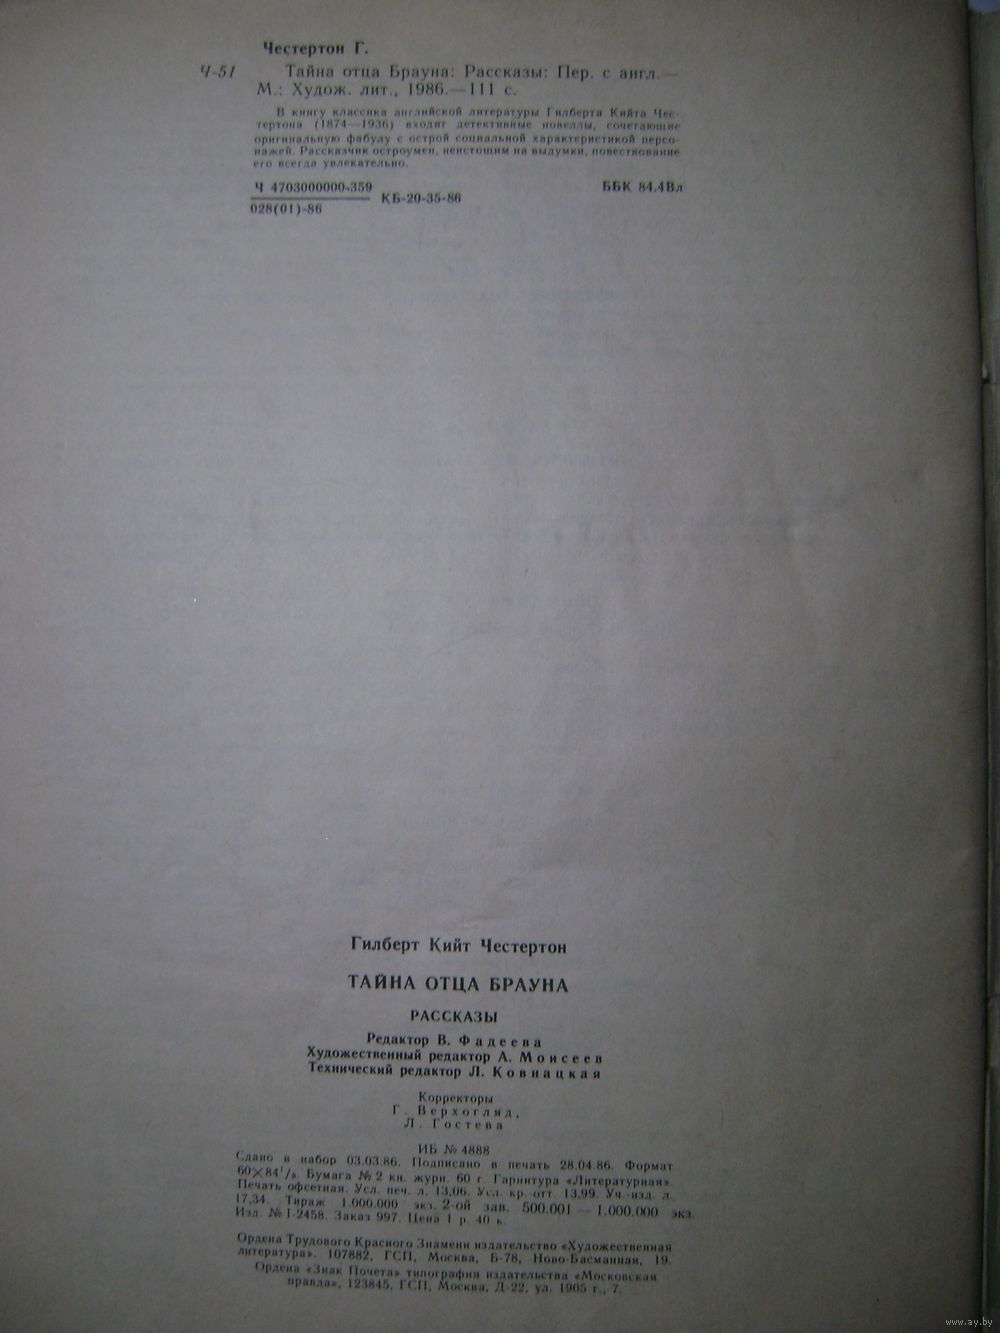 Честертон Г.
Ч-51 Тайна отца Брауна: Рассказы: Пер. с англ.—
М.: Худож. лит., 1986.—111 с.
В книгу классика английской литературы Гилберта Кийта Чес-
тертона (1874—1936) входят детективные новеллы, сочетающие
оригинальную фабулу с острой социальной характеристикой персо-
нажей. Рассказчик остроумен, неистощим на выдумки, повествование
его всегда увлекательно.
Ч 4703000000-359
028(01)-86
КБ-20-35-86
ББК 84.4Вл
Гилберт Кийт Честертон
ТАЙНА ОТЦА БРАУНА
РАССКАЗЫ
Редактор В. Фадеева
Художественный редактор А. Моисеев
Технический редактор Л. Ковнацкая
Корректоры
Г. Верхогляд,
Л. Гостева
ИБ № 4888
Сдано в набор 03.03.86. Подписано в печать 28.04.86. Формат
60×84¹/₈. Бумага № 2 кн. журн. 60 г. Гарнитура «Литературная».
Печать офсетная. Усл. печ. л. 13,06. Усл. кр.-отт. 13,99. Уч.-изд. л.
17,34. Тираж 1.000.000 экз. 2-ой зав. 500.001 — 1.000.000 экз.
Изд. № I-2458. Заказ 997. Цена 1 р. 40 к.
Ордена Трудового Красного Знамени издательство «Художественная
литература». 107882, ГСП, Москва, Б-78, Ново-Басманная, 19.
Ордена «Знак Почета» типография издательства «Московская
правда», 123845, ГСП, Москва, Д-22, ул. 1905 г., 7.
www.ay.by